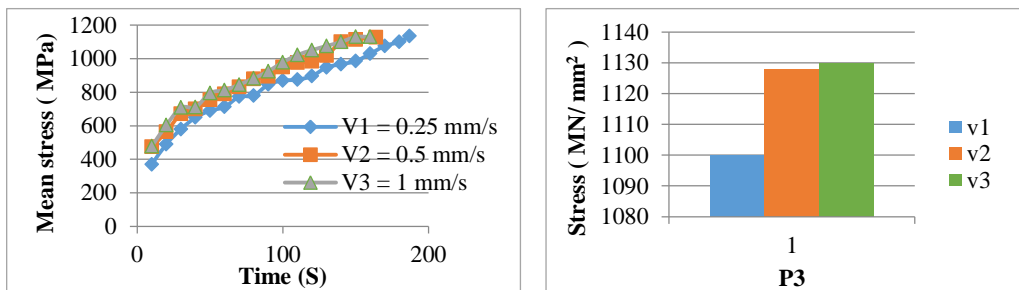 1200
1000
800
600
400
200
0
0
100
200
Mean stress ( MPa)
Time (S)
V1 = 0.25 mm/s
V2 = 0.5 mm/s
V3 = 1 mm/s
1140
1130
1120
1110
1100
1090
1080
Stress ( MN/ mm²)
1
P3
v1
v2
v3